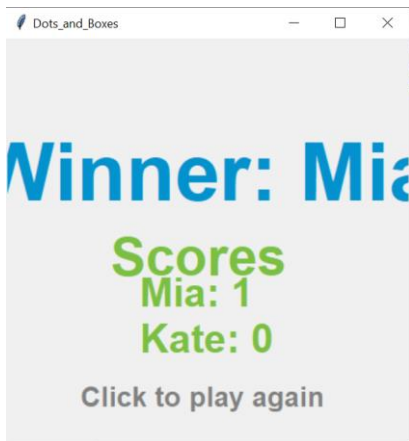 Dots_and_Boxes
Winner: Mia
Scores
Mia: 1
Kate: 0
Click to play again